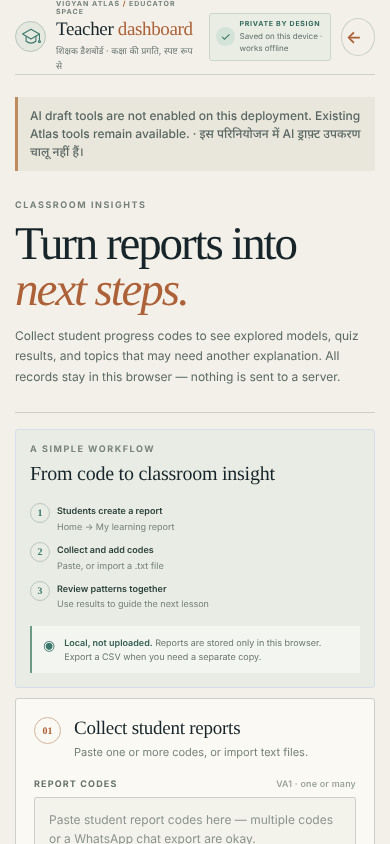 VIGYAN ATLAS / EDUCATOR
SPACE
Teacher dashboard
शिक्षक डैशबोर्ड · कक्षा की प्रगति, स्पष्ट रूप
से
PRIVATE BY DESIGN
Saved on this device ·
works offline
AI draft tools are not enabled on this deployment. Existing
Atlas tools remain available. · इस परिनियोजन में AI ड्राफ़्ट उपकरण
चालू नहीं हैं।
CLASSROOM INSIGHTS
Turn reports into
next steps.
Collect student progress codes to see explored models, quiz
results, and topics that may need another explanation. All
records stay in this browser — nothing is sent to a server.
A SIMPLE WORKFLOW
From code to classroom insight
1 Students create a report
Home → My learning report
2 Collect and add codes
Paste, or import a .txt file
3 Review patterns together
Use results to guide the next lesson
Local, not uploaded. Reports are stored only in this browser.
Export a CSV when you need a separate copy.
01 Collect student reports
Paste one or more codes, or import text files.
REPORT CODES VA1 · one or many
Paste student report codes here — multiple codes
or a WhatsApp chat export are okay.